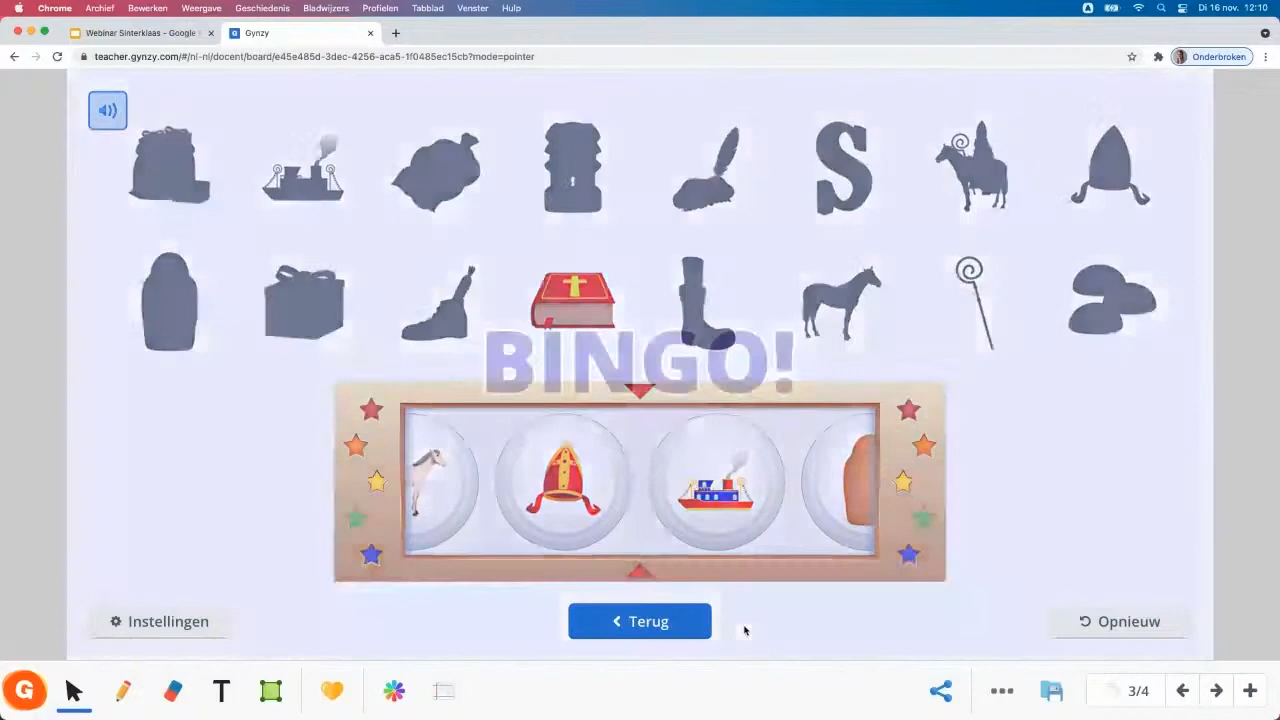 Chrome Archief Bewerken Weergave Geschiedenis Bladwijzers Profielen Tabblad Venster Hulp Di 16 nov. 12:10
Webinar Sinterklaas - Google Gynzy
teacher.gynzy.com/#/nl-nl/docent/board/e45e485d-3dec-4256-aca5-1f0485ec15cb?mode=pointer Onderbroken
S
BINGO!
Instellingen Terug Opnieuw
G T 3/4